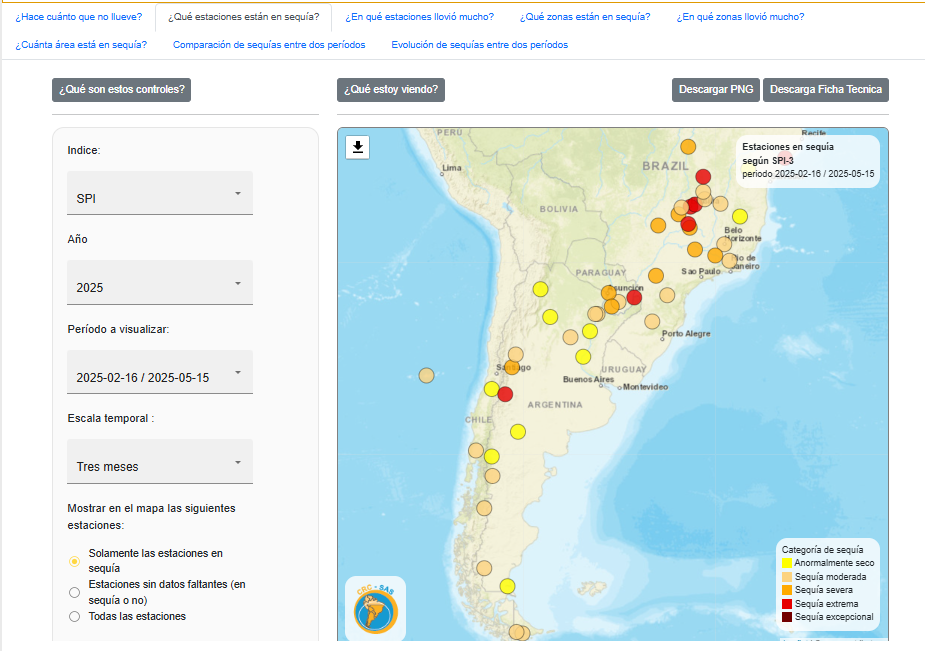 ¿Hace cuánto que no llueve?
¿Qué estaciones están en sequía?
¿En qué estaciones llovió mucho?
¿Qué zonas están en sequía?
¿En qué zonas llovió mucho?
¿Cuánta área está en sequía?
Comparación de sequías entre dos períodos
Evolución de sequías entre dos períodos
¿Qué son estos controles?
¿Qué estoy viendo?
Descargar PNG
Descarga Ficha Tecnica
Indice:
SPI
Año
2025
Período a visualizar:
2025-02-16 / 2025-05-15
Escala temporal :
Tres meses
Mostrar en el mapa las siguientes
estaciones:
Solamente las estaciones en
sequía
Estaciones sin datos faltantes (en
sequía o no)
Todas las estaciones
Estaciones en sequía
según SPI-3
periodo 2025-02-16 / 2025-05-15
PERU
Recife
Lima
BRAZIL
BOLIVIA
Belo
Horizonte
Rio de
Janeiro
Sao Paulo
PARAGUAY
Asuncion
Porto Alegre
Santiago
URUGUAY
Buenos Aires
Montevideo
ARGENTINA
CHILE
CRC - SAS
Categoría de sequía
Anormalmente seco
Sequía moderada
Sequía severa
Sequía extrema
Sequía excepcional